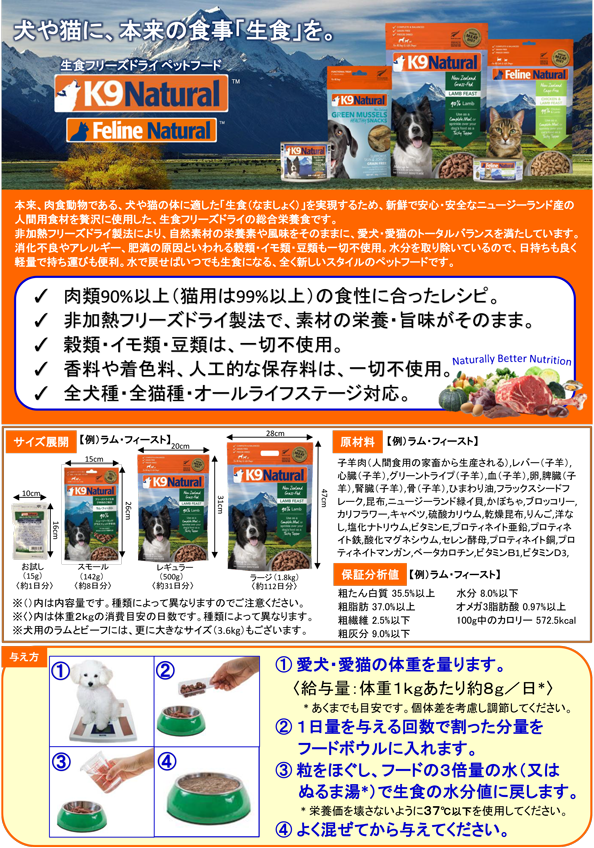 犬や猫に、本来の食事「生食」を。
生食フリーズドライ ペットフード
K9Natural™
Feline Natural™
K9Natural
GREEN MUSSELS
HEALTHY SNACKS
K9Natural
New Zealand
Grass-Fed
LAMB FEAST
90% Lamb
Use as a
Complete Meal or
Tasty Topper
Feline Natural
本来、肉食動物である、犬や猫の体に適した「生食(なましょく)」を実現するため、新鮮で安心・安全なニュージーランド産の
人間用食材を贅沢に使用した、生食フリーズドライの総合栄養食です。
非加熱フリーズドライ製法により、自然素材の栄養素や風味をそのままに、愛犬・愛猫のトータルバランスを満たしています。
消化不良やアレルギー、肥満の原因といわれる穀類・イモ類・豆類も一切不使用。水分を取り除いているので、日持ちも良く
軽量で持ち運びも便利。水で戻せばいつでも生食になる、全く新しいスタイルのペットフードです。
✓ 肉類90%以上(猫用は99%以上)の食性に合ったレシピ。
✓ 非加熱フリーズドライ製法で、素材の栄養・旨味がそのまま。
✓ 穀類・イモ類・豆類は、一切不使用。
✓ 香料や着色料、人工的な保存料は、一切不使用。
✓ 全犬種・全猫種・オールライフステージ対応。
Naturally Better Nutrition
サイズ展開 【例)ラム・フィースト】
10cm
16cm
お試し
(15g)
〈約1日分〉
15cm
26cm
スモール
(142g)
〈約8日分〉
20cm
31cm
K9Natural
レギュラー
(500g)
〈約31日分〉
28cm
47cm
K9Natural
ラージ(1.8kg)
〈約112日分〉
※( )内は内容量です。種類によって異なりますのでご注意ください。
※〈 〉は体重2kgの消費目安の日数です。種類によって異なります。
※犬用のラムとビーフには、更に大きなサイズ(3.6kg)もございます。
原材料 【例)ラム・フィースト】
子羊肉(人間食用の家畜から生産される),レバー(子羊),
心臓(子羊),グリーントライプ(子羊),血(子羊),卵,脾臓(子
羊),腎臓(子羊),骨(子羊),ひまわり油,フラックスシードフ
レーク,昆布,ニュージーランド緑イ貝,かぼちゃ,ブロッコリー,
カリフラワー,キャベツ,硫酸カリウム,乾燥昆布,りんご,洋な
し,塩化ナトリウム,ビタミンE,プロティネイト亜鉛,プロティネ
イト鉄,酸化マグネシウム,セレン酵母,プロティネイト銅,プロ
ティネイトマンガン,ベータカロチン,ビタミンB1,ビタミンD3,
保証分析値 【例)ラム・フィースト】
粗たん白質 35.5%以上 水分 8.0%以下
粗脂肪 37.0%以上 オメガ3脂肪酸 0.97%以上
粗繊維 2.5%以下 100g中のカロリー 572.5kcal
粗灰分 9.0%以下
与え方
①
②
③
④
① 愛犬・愛猫の体重を量ります。
〈給与量:体重1kgあたり約8g/日*〉
* あくまでも目安です。個体差を考慮し調節してください。
② 1日量を与える回数で割った分量を
フードボウルに入れます。
③ 粒をほぐし、フードの3倍量の水(又は
ぬるま湯*)で生食の水分値に戻します。
* 栄養価を壊さないように37℃以下を使用してください。
④ よく混ぜてから与えてください。